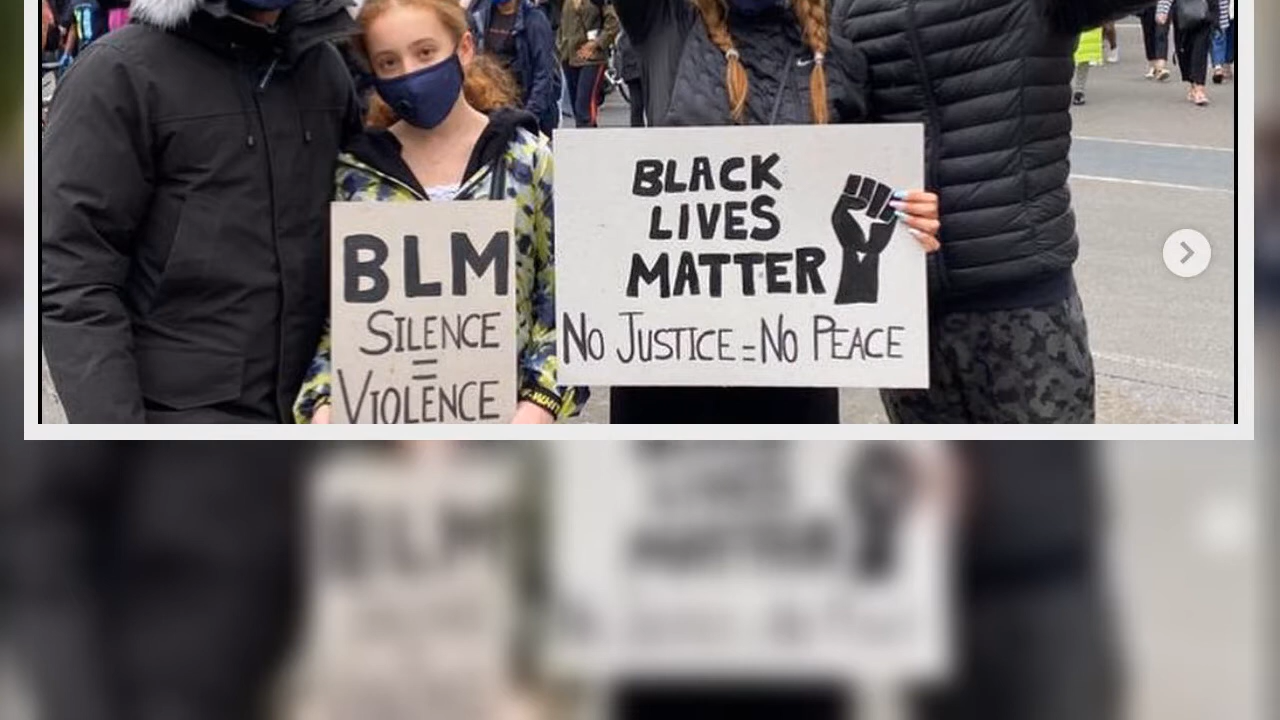 BLM
SILENCE
=
VIOLENCE
BLACK
LIVES
MATTER
NO JUSTICE = NO PEACE